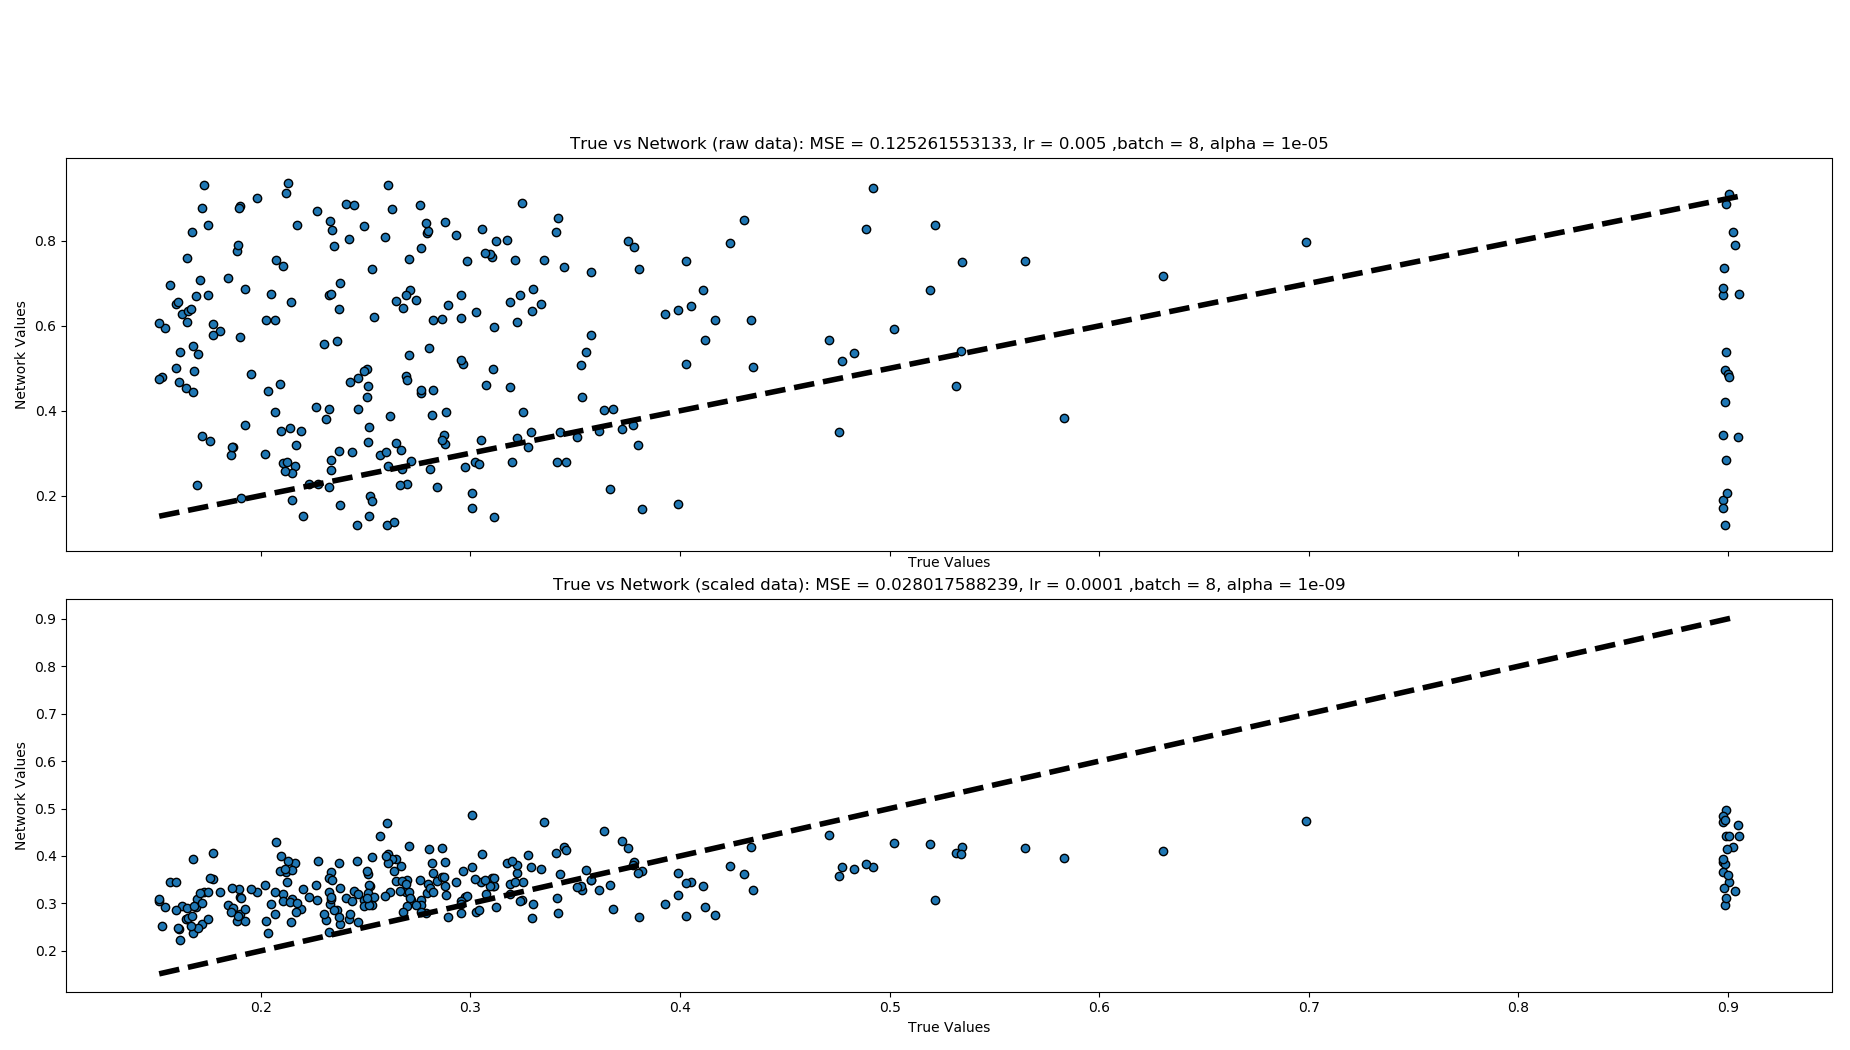 True vs Network (raw data): MSE = 0.125261553133, lr = 0.005 ,batch = 8, alpha = 1e-05
0.8
0.6
0.4
0.2
Network Values
True Values
True vs Network (scaled data): MSE = 0.028017588239, lr = 0.0001 ,batch = 8, alpha = 1e-09
0.9
0.8
0.7
0.6
0.5
0.4
0.3
0.2
Network Values
0.2 0.3 0.4 0.5 0.6 0.7 0.8 0.9
True Values